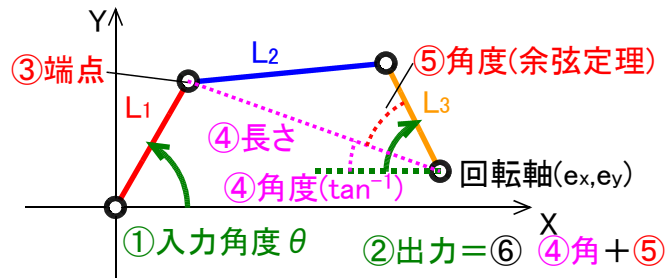 Y
L₂
③端点
⑤角度(余弦定理)
L₁
L₃
④長さ
④角度(tan⁻¹)
回転軸(eₓ,eᵧ)
X
①入力角度θ
②出力=⑥ ④角+⑤